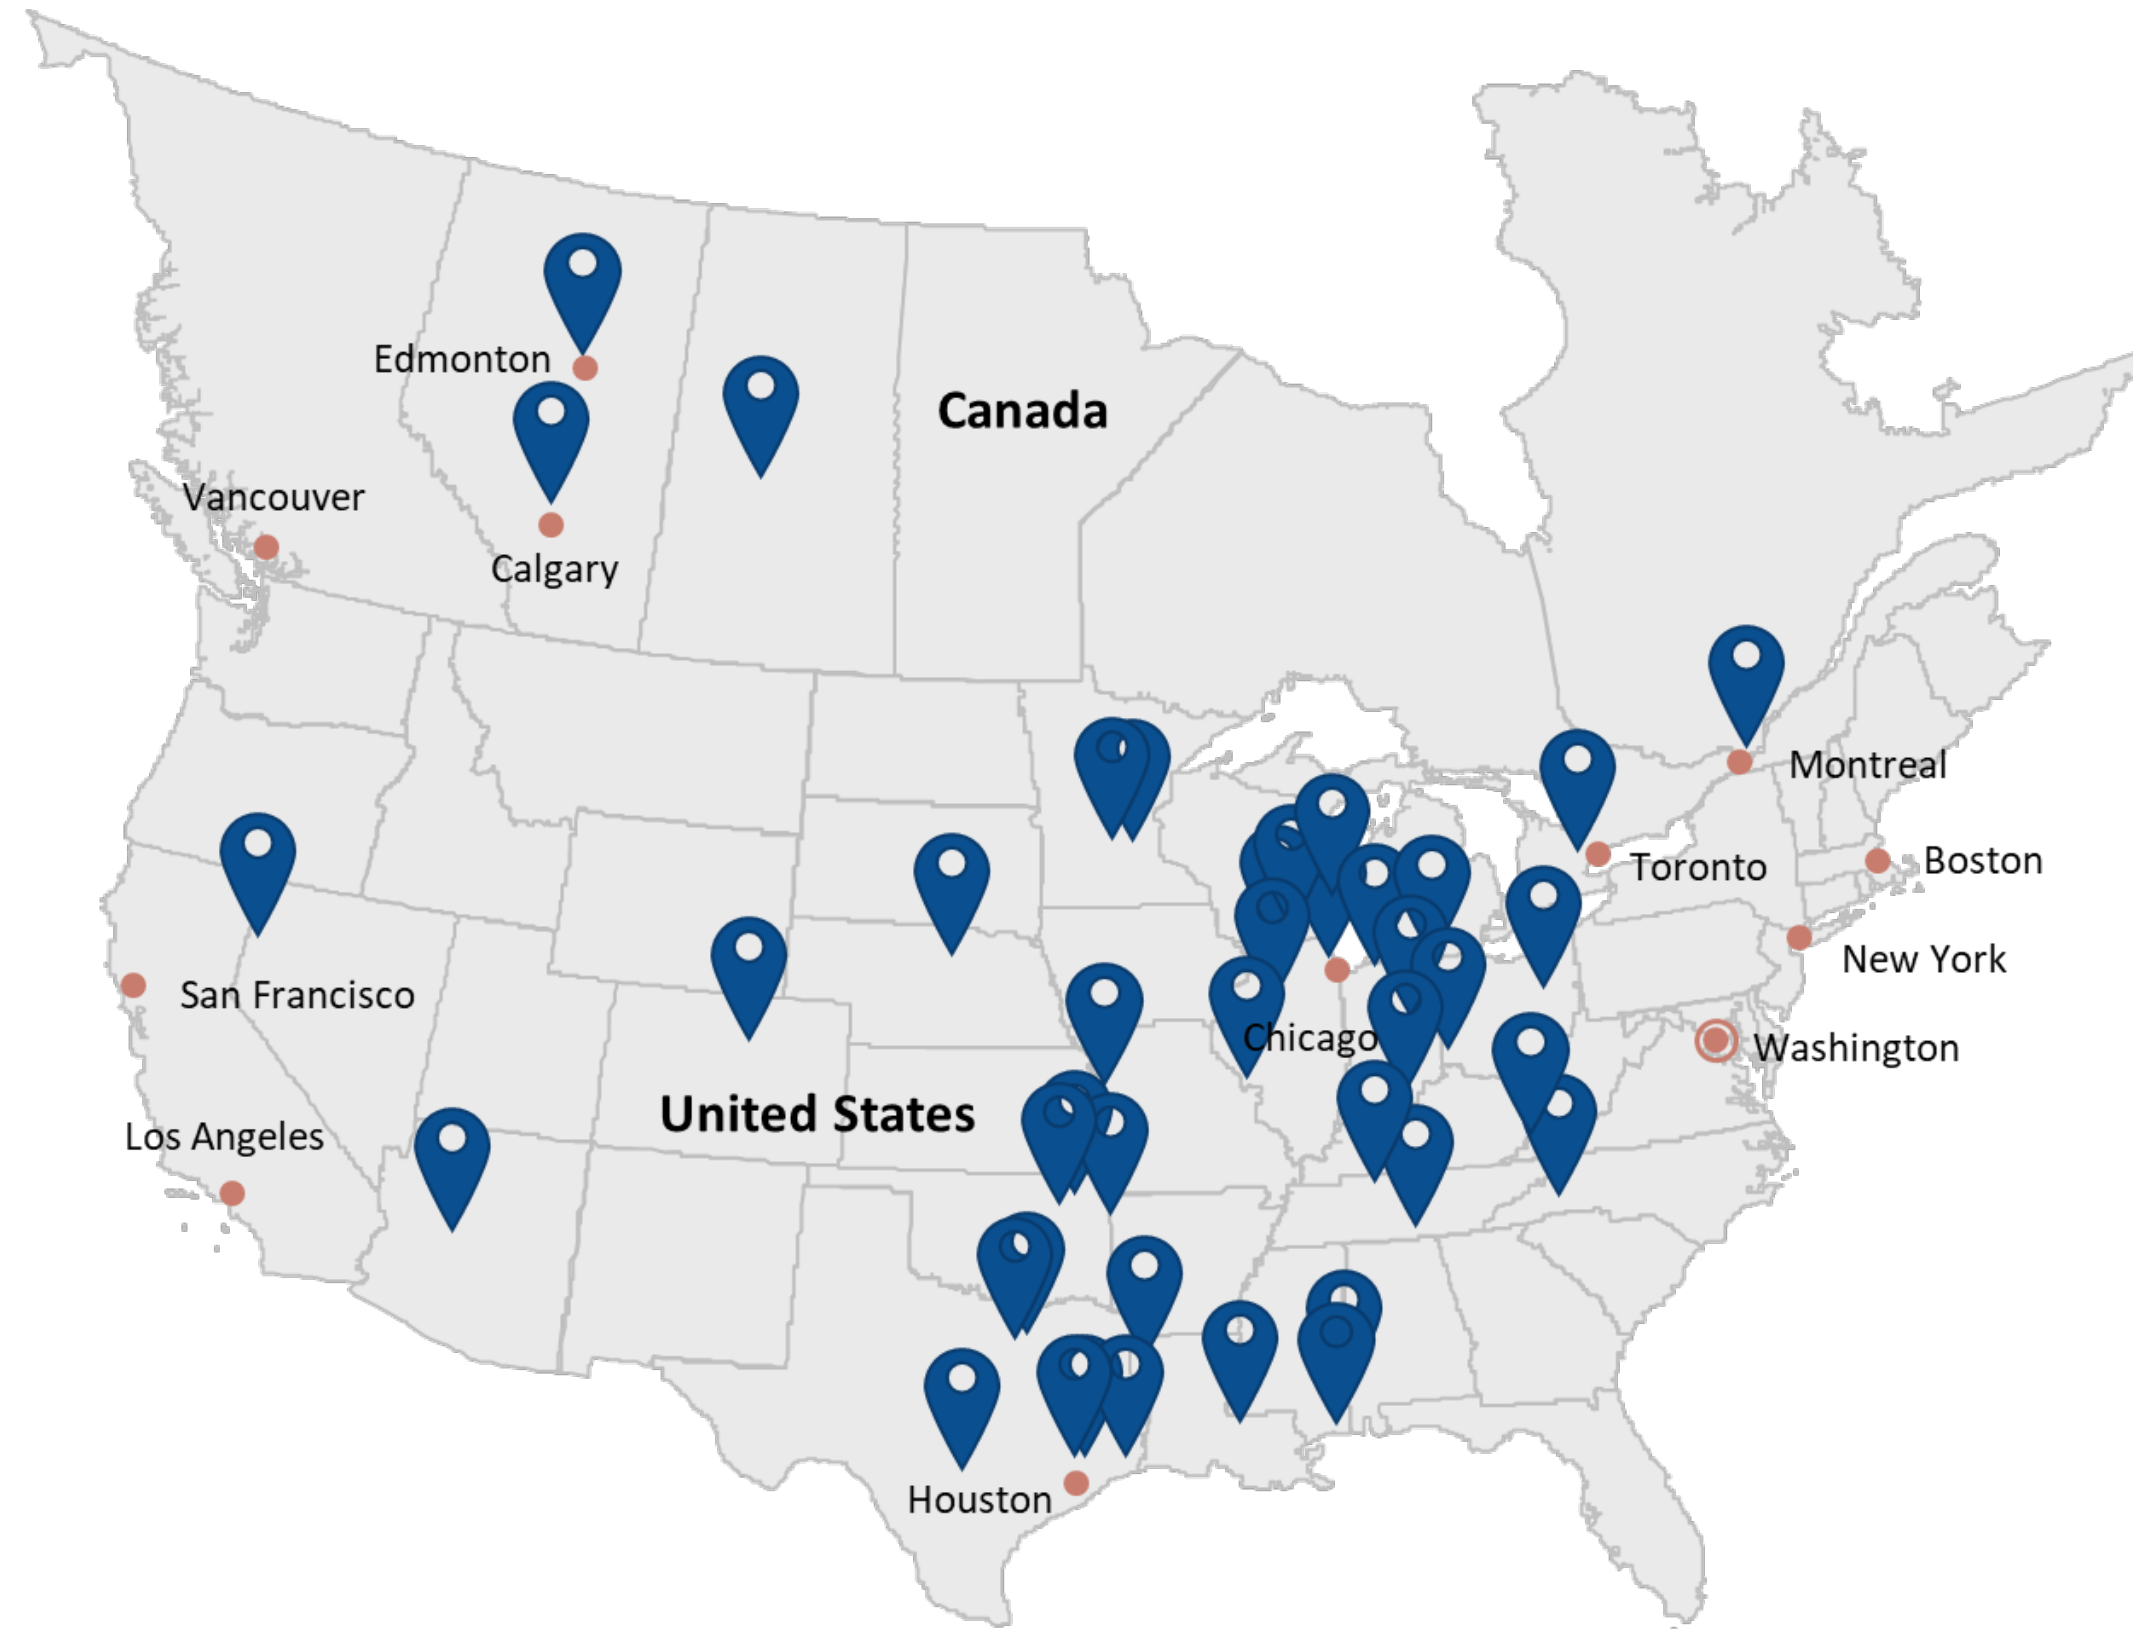 Edmonton
Canada
Vancouver
Calgary
Montreal
Boston
Toronto
New York
San Francisco
Chicago
Washington
United States
Los Angeles
Houston